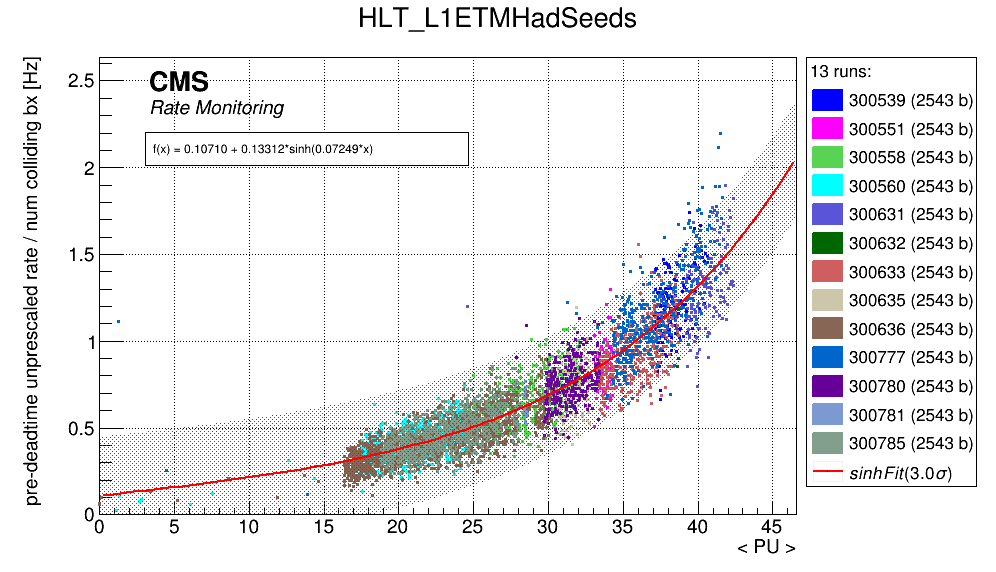 HLT_L1ETMHadSeeds
pre-deadtime unprescaled rate / num colliding bx [Hz]
CMS
Rate Monitoring
f(x) = 0.10710 + 0.13312*sinh(0.07249*x)
2.5
2
1.5
1
0.5
0
0 5 10 15 20 25 30 35 40 45
< PU >
13 runs:
300539 (2543 b)
300551 (2543 b)
300558 (2543 b)
300560 (2543 b)
300631 (2543 b)
300632 (2543 b)
300633 (2543 b)
300635 (2543 b)
300636 (2543 b)
300777 (2543 b)
300780 (2543 b)
300781 (2543 b)
300785 (2543 b)
sinhFit(3.0σ)